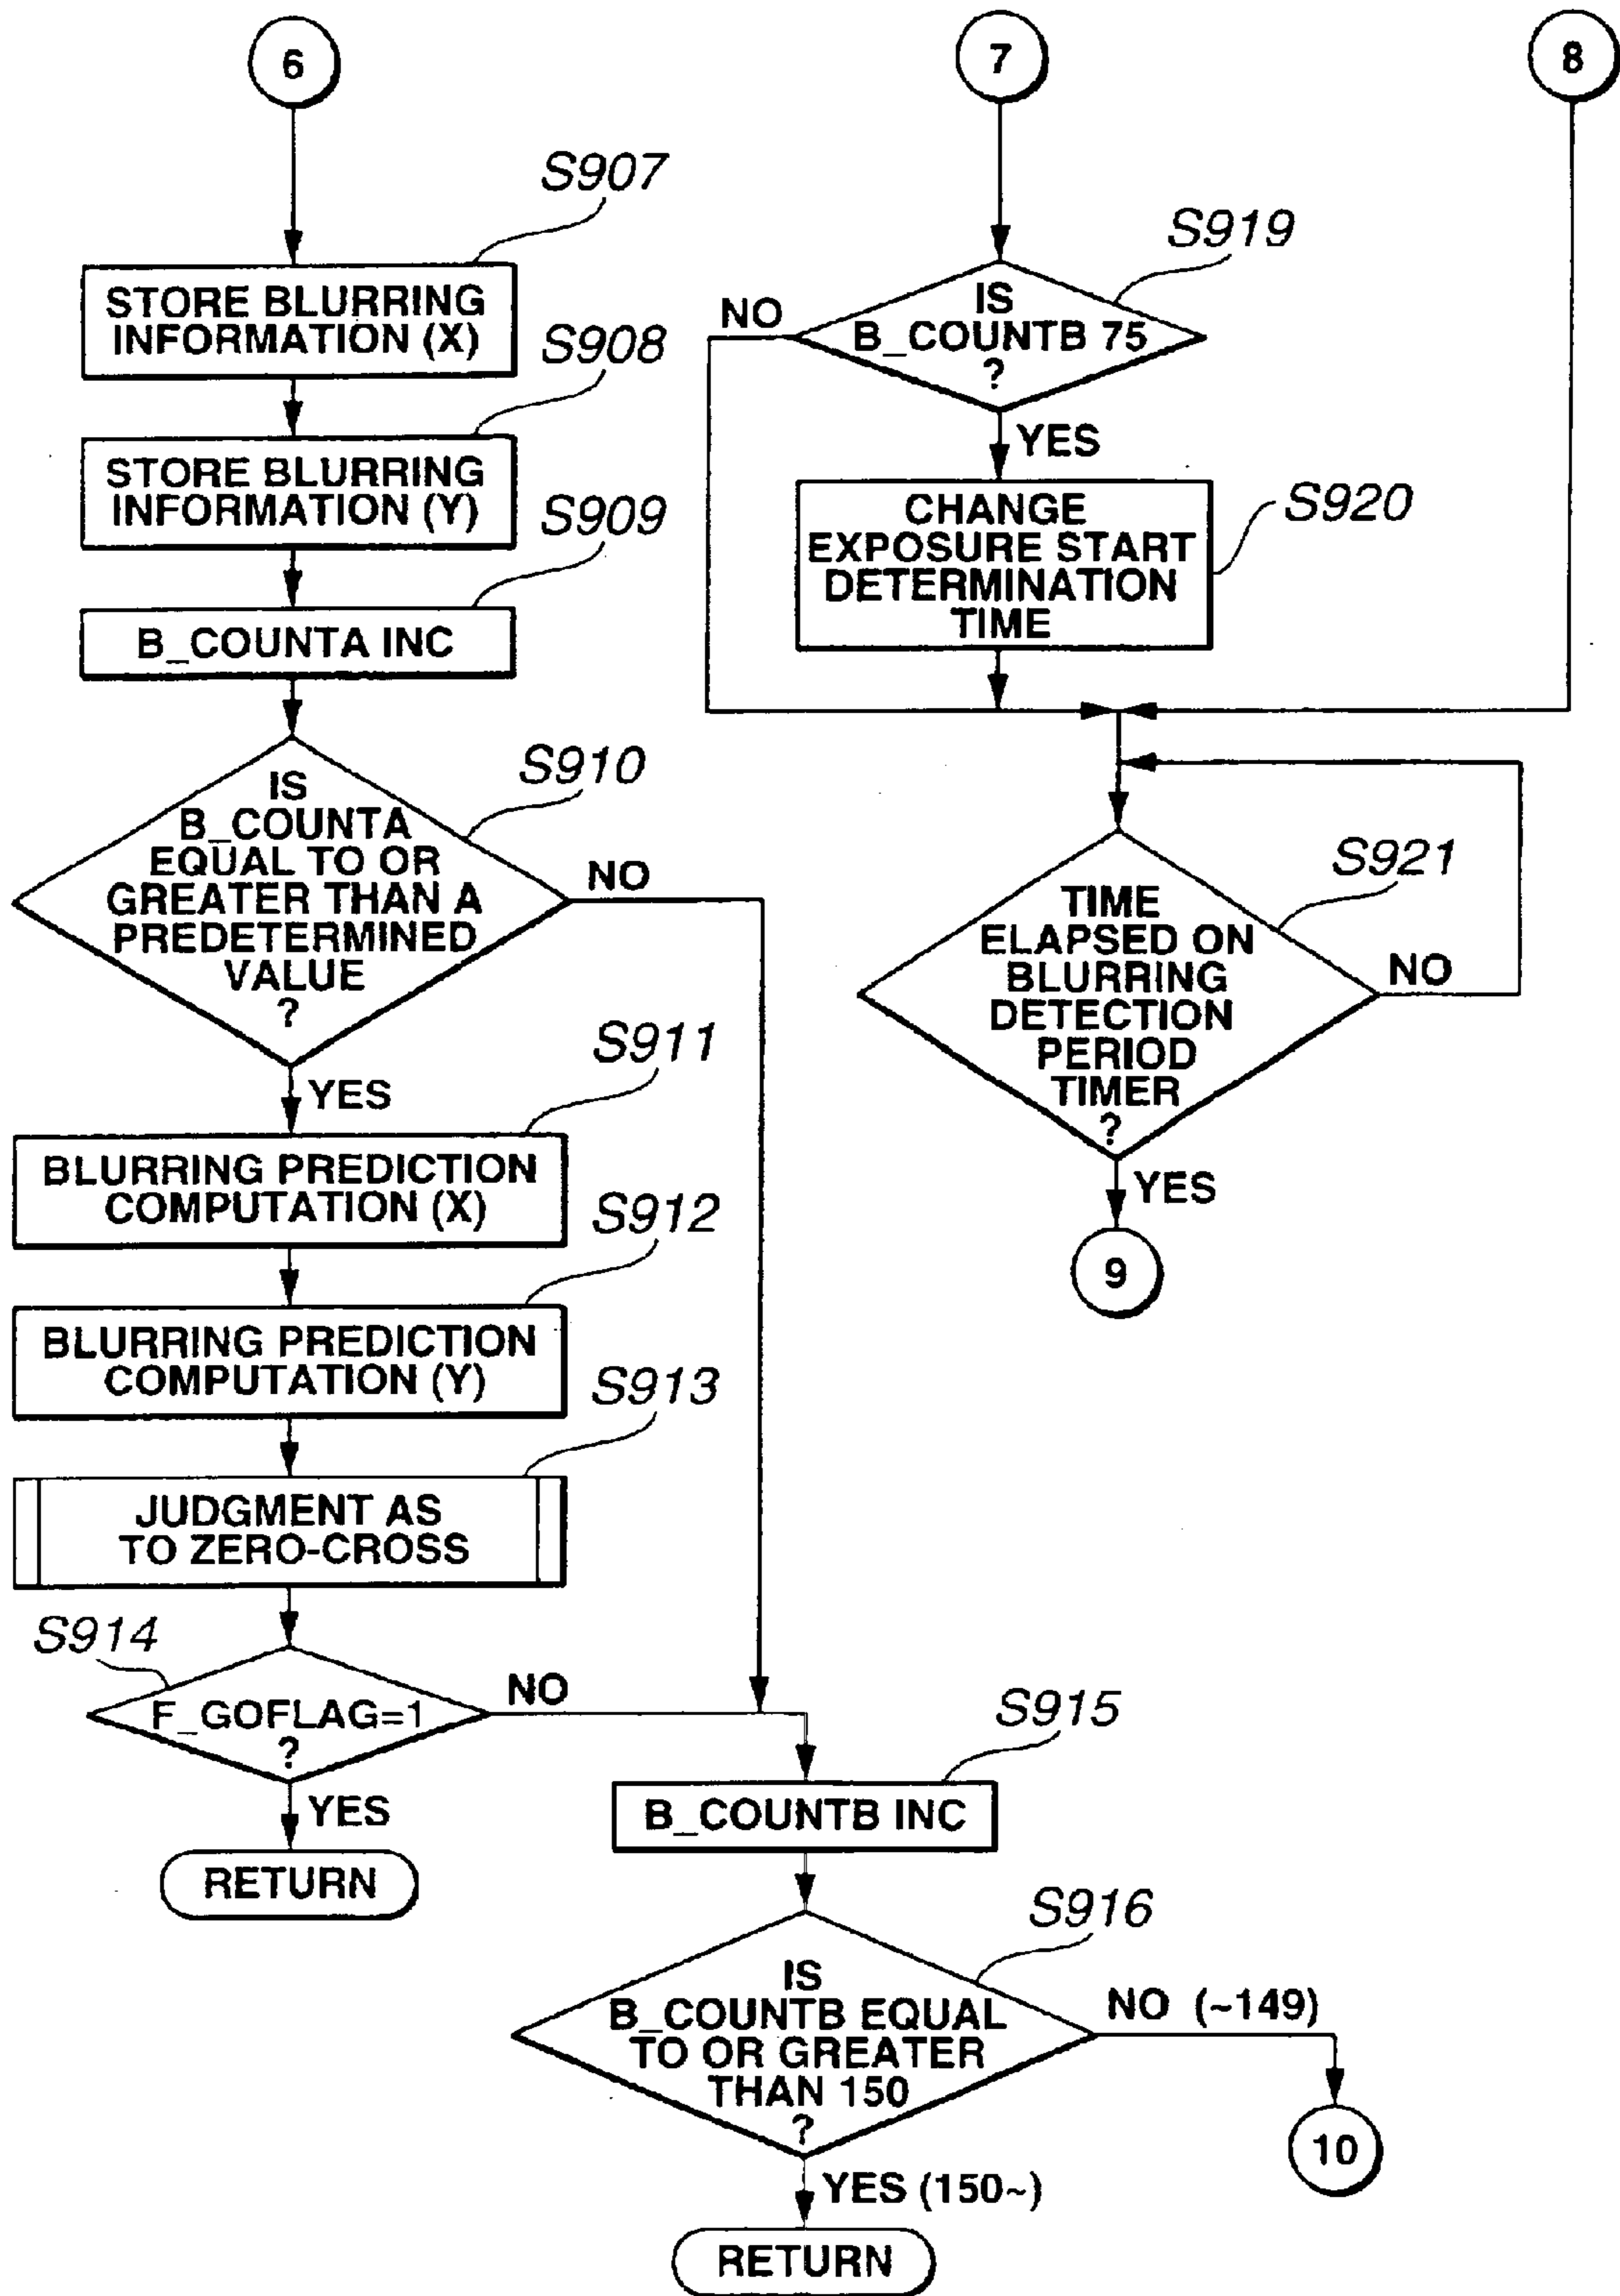 6
S907
STORE BLURRING
INFORMATION (X)
S908
STORE BLURRING
INFORMATION (Y)
S909
B_COUNTA INC
S910
IS
B_COUNTA
EQUAL TO OR
GREATER THAN A
PREDETERMINED
VALUE
?
NO
YES
S911
BLURRING PREDICTION
COMPUTATION (X)
S912
BLURRING PREDICTION
COMPUTATION (Y)
S913
JUDGMENT AS
TO ZERO-CROSS
S914
F_GOFLAG=1
?
NO
YES
RETURN
S915
B_COUNTB INC
S916
IS
B_COUNTB EQUAL
TO OR GREATER
THAN 150
?
NO (~149)
10
YES (150~)
RETURN
7
S919
IS
B_COUNTB 75
?
NO
YES
S920
CHANGE
EXPOSURE START
DETERMINATION
TIME
8
S921
TIME
ELAPSED ON
BLURRING
DETECTION
PERIOD
TIMER
?
NO
YES
9